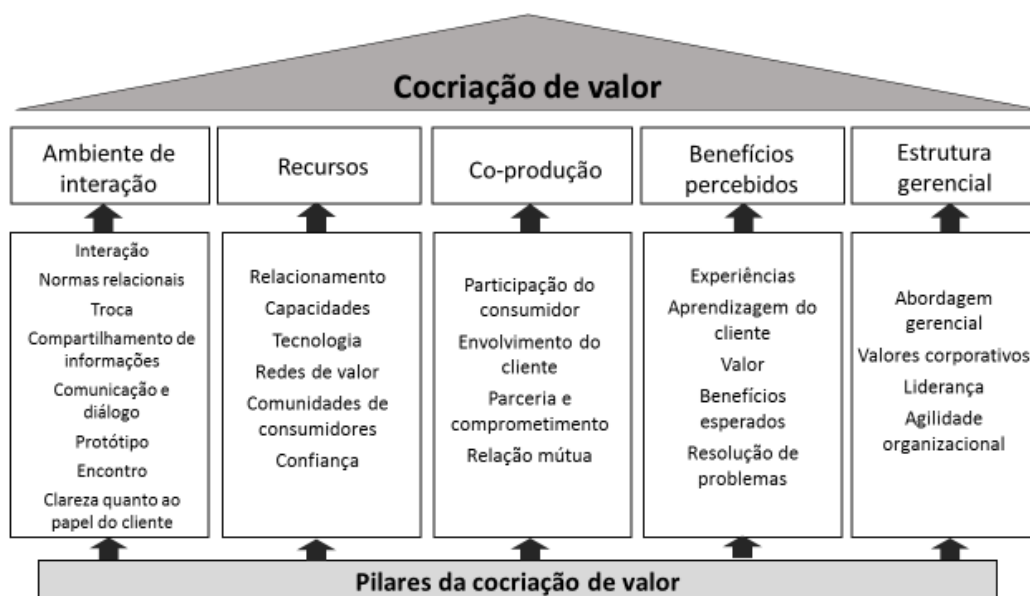 Cocriação de valor
Ambiente de
interação
Recursos
Co-produção
Benefícios
percebidos
Estrutura
gerencial
Interação
Normas relacionais
Troca
Compartilhamento de
informações
Comunicação e
diálogo
Protótipo
Encontro
Clareza quanto ao
papel do cliente
Relacionamento
Capacidades
Tecnologia
Redes de valor
Comunidades de
consumidores
Confiança
Participação do
consumidor
Envolvimento do
cliente
Parceria e
comprometimento
Relação mútua
Experiências
Aprendizagem do
cliente
Valor
Benefícios
esperados
Resolução de
problemas
Abordagem
gerencial
Valores corporativos
Liderança
Agilidade
organizacional
Pilares da cocriação de valor